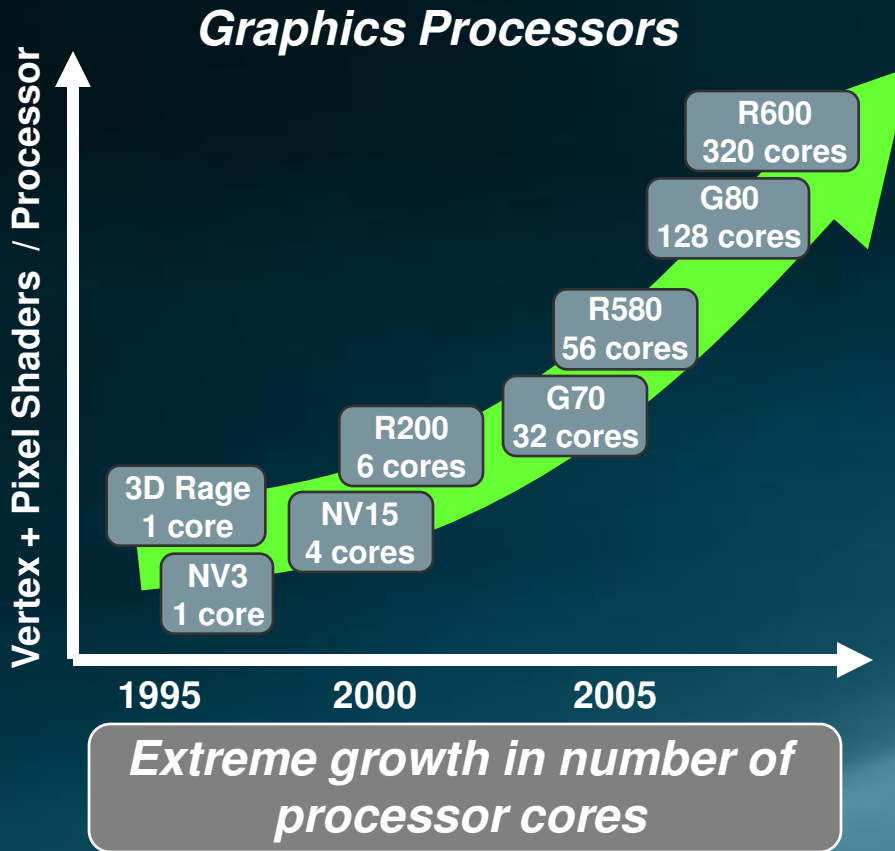 Graphics Processors
Vertex + Pixel Shaders / Processor
R600
320 cores
G80
128 cores
R580
56 cores
G70
32 cores
R200
6 cores
NV15
4 cores
3D Rage
1 core
NV3
1 core
1995 2000 2005
Extreme growth in number of
processor cores